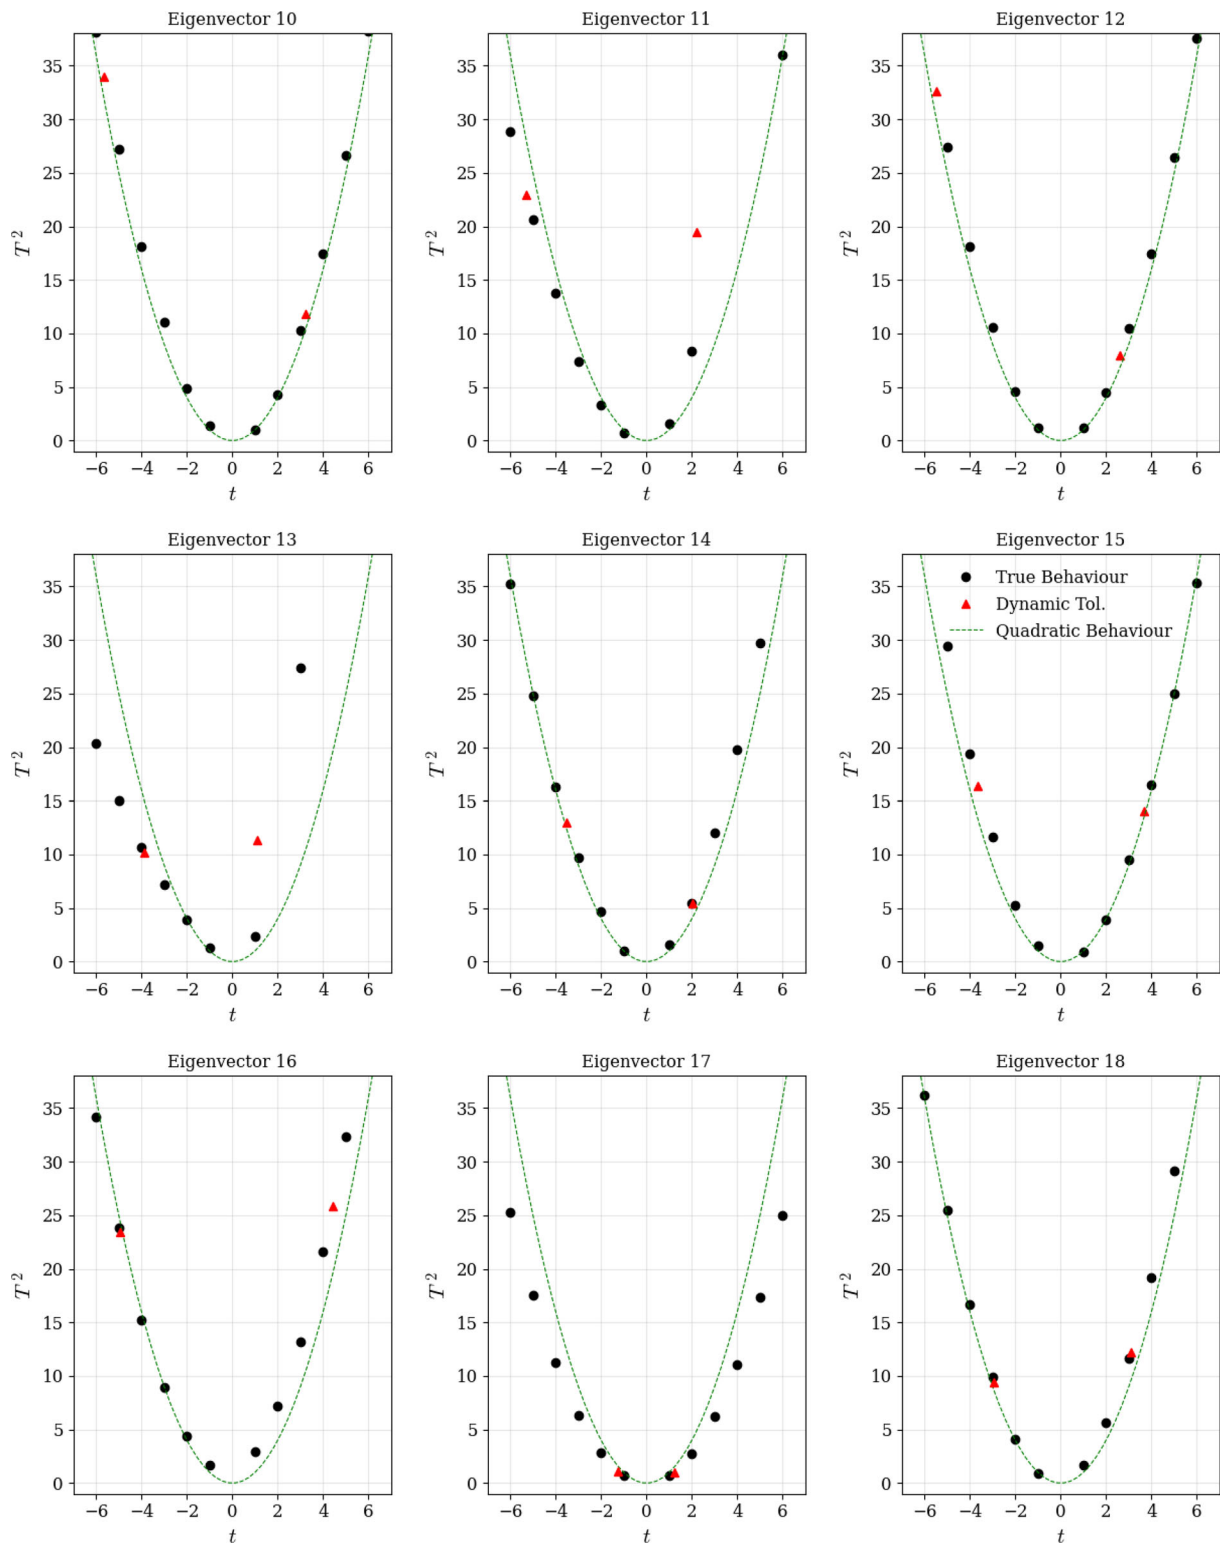 Eigenvector 10
Eigenvector 11
Eigenvector 12
35
30
25
20
15
10
5
0
T²
−6 −4 −2 0 2 4 6
t
35
30
25
20
15
10
5
0
T²
−6 −4 −2 0 2 4 6
t
35
30
25
20
15
10
5
0
T²
−6 −4 −2 0 2 4 6
t
Eigenvector 13
Eigenvector 14
Eigenvector 15
35
30
25
20
15
10
5
0
T²
−6 −4 −2 0 2 4 6
t
35
30
25
20
15
10
5
0
T²
−6 −4 −2 0 2 4 6
t
True Behaviour
Dynamic Tol.
Quadratic Behaviour
35
30
25
20
15
10
5
0
T²
−6 −4 −2 0 2 4 6
t
Eigenvector 16
Eigenvector 17
Eigenvector 18
35
30
25
20
15
10
5
0
T²
−6 −4 −2 0 2 4 6
t
35
30
25
20
15
10
5
0
T²
−6 −4 −2 0 2 4 6
t
35
30
25
20
15
10
5
0
T²
−6 −4 −2 0 2 4 6
t